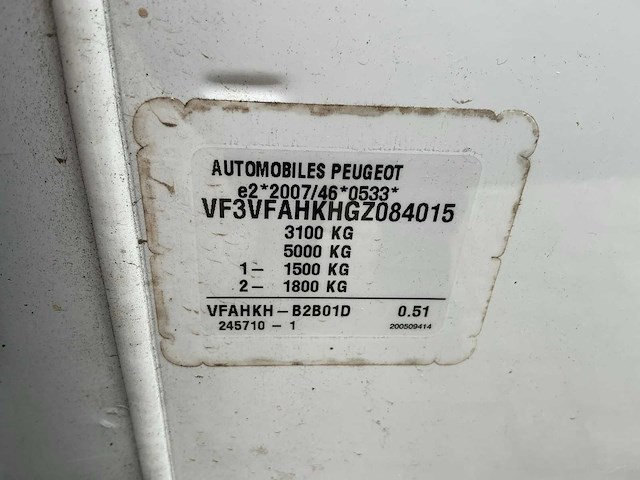 AUTOMOBILES PEUGEOT
e2*2007/46*0533*
VF3VFAHKHGZ084015
3100 KG
5000 KG
1– 1500 KG
2– 1800 KG
VFAHKH–B2B01D 0.51
245710 – 1 200509414